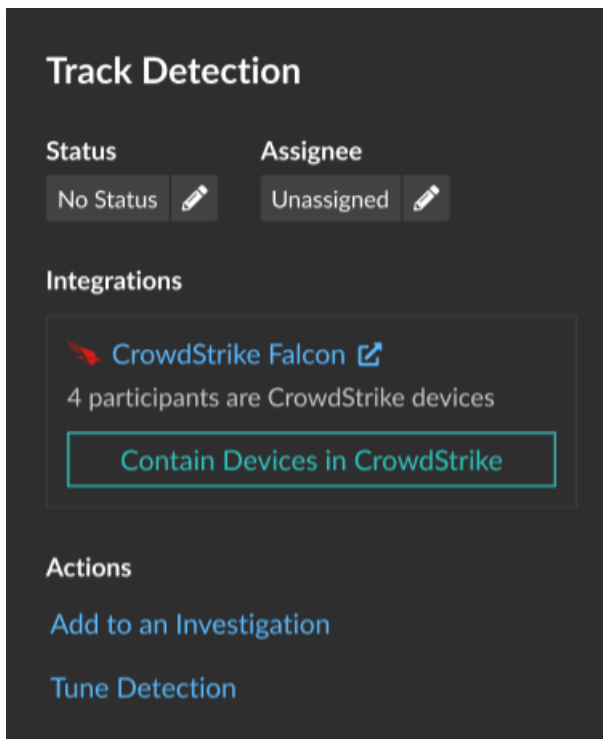 Track Detection
Status Assignee
No Status Unassigned
Integrations
CrowdStrike Falcon
4 participants are CrowdStrike devices
Contain Devices in CrowdStrike
Actions
Add to an Investigation
Tune Detection